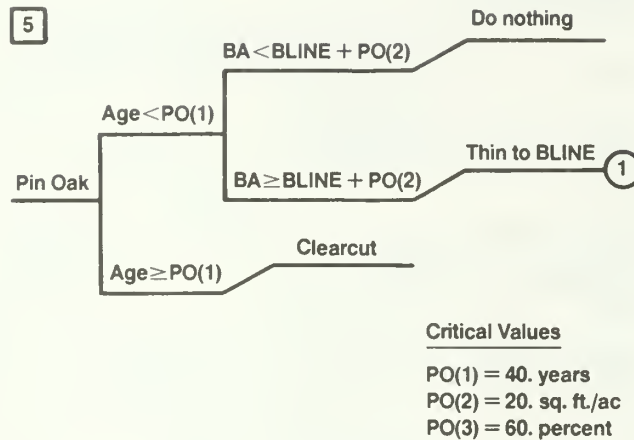 5
Do nothing
BA<BLINE + PO(2)
Age<PO(1)
Thin to BLINE
1
Pin Oak
BA≥BLINE + PO(2)
Clearcut
Age≥PO(1)
Critical Values
PO(1) = 40. years
PO(2) = 20. sq. ft./ac
PO(3) = 60. percent